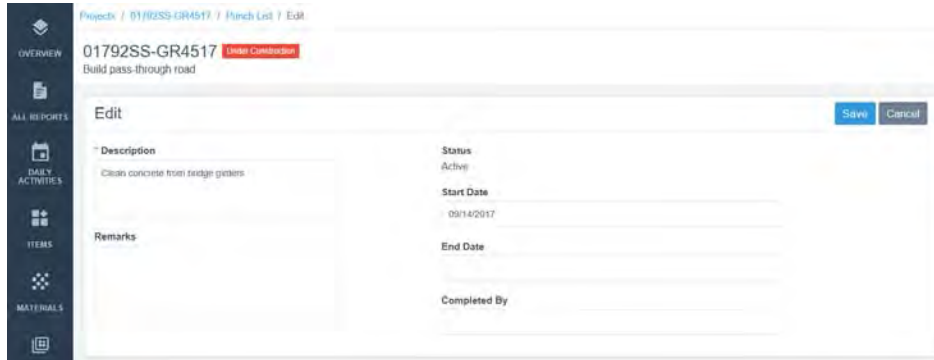 Projects / 01792SS-GR4517 / Punch List / Edit
OVERVIEW
01792SS-GR4517 Under Construction
Build pass-through road
ALL REPORTS
Edit
Save Cancel
DAILY ACTIVITIES
* Description
Clean concrete from bridge girders
Status
Active
Start Date
09/14/2017
ITEMS
Remarks
End Date
MATERIALS
Completed By